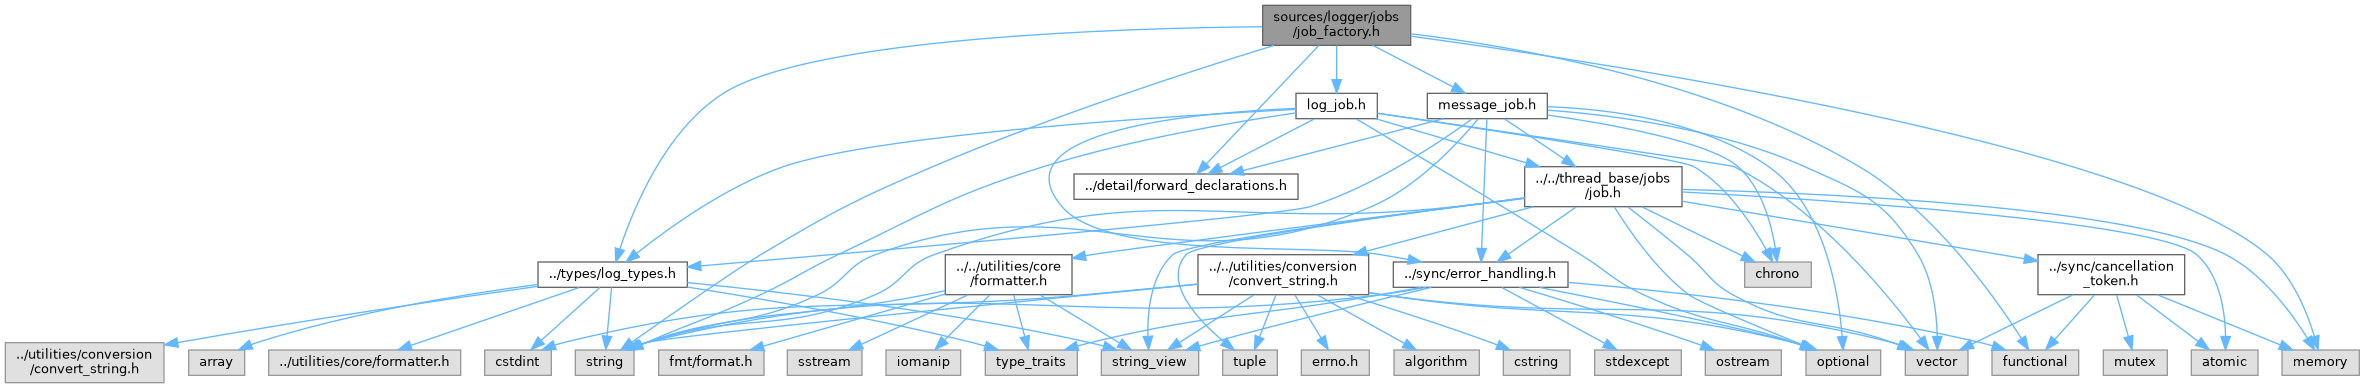 sources/logger/jobs
/job_factory.h
log_job.h
message_job.h
../detail/forward_declarations.h
../../thread_base/jobs
/job.h
../types/log_types.h
../../utilities/core
/formatter.h
../../utilities/conversion
/convert_string.h
../sync/error_handling.h
chrono
../sync/cancellation
_token.h
../utilities/conversion
/convert_string.h
array
../utilities/core/formatter.h
cstdint
string
fmt/format.h
sstream
iomanip
type_traits
string_view
tuple
errno.h
algorithm
cstring
stdexcept
ostream
optional
vector
functional
mutex
atomic
memory